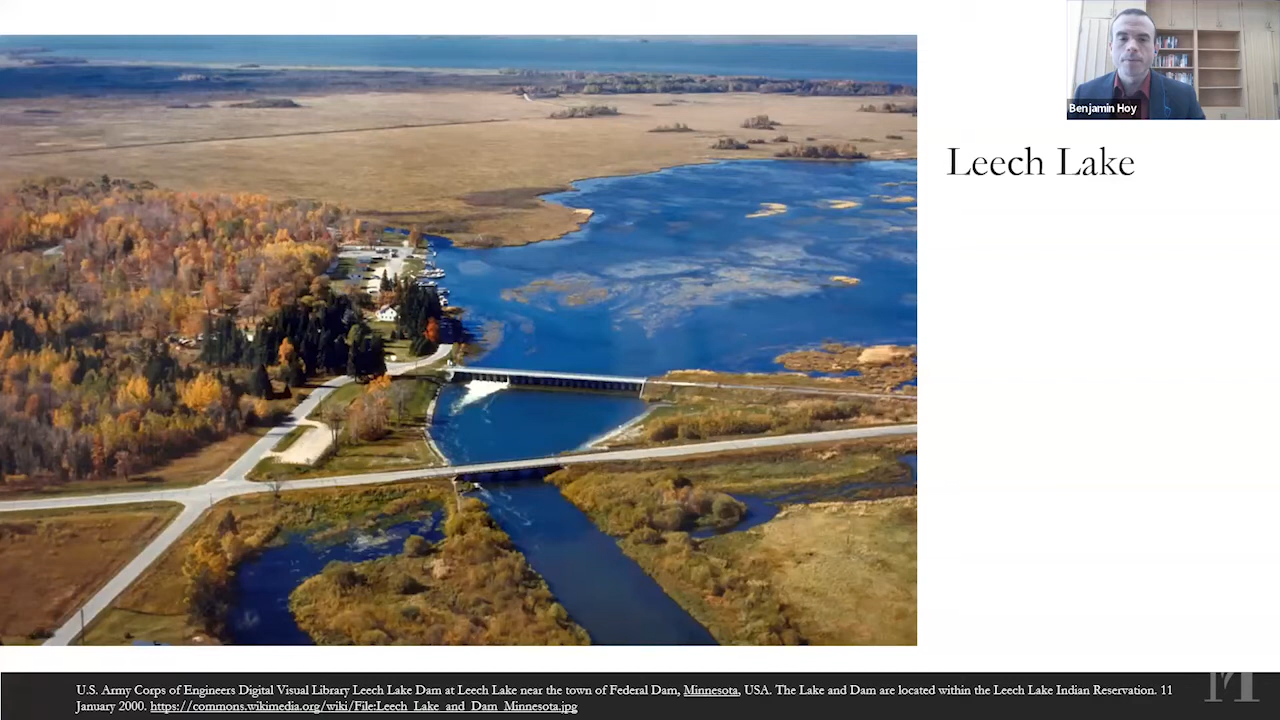 Benjamin Hoy
Leech Lake
U.S. Army Corps of Engineers Digital Visual Library Leech Lake Dam at Leech Lake near the town of Federal Dam, Minnesota, USA. The Lake and Dam are located within the Leech Lake Indian Reservation. 11
January 2000. https://commons.wikimedia.org/wiki/File:Leech_Lake_and_Dam_Minnesota.jpg
M